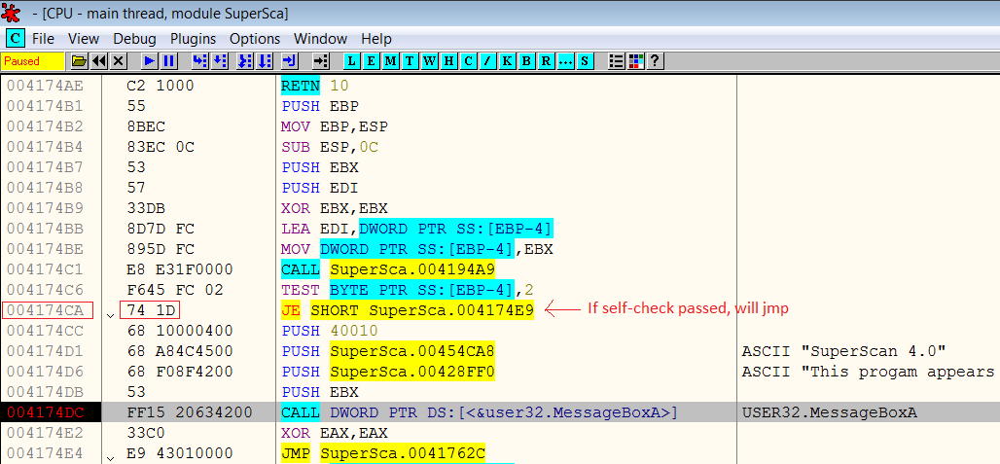 - [CPU - main thread, module SuperSca]
C File View Debug Plugins Options Window Help
Paused L E M T W H C / K B R ... S ?
004174AE C2 1000 RETN 10
004174B1 55 PUSH EBP
004174B2 8BEC MOV EBP,ESP
004174B4 83EC 0C SUB ESP,0C
004174B7 53 PUSH EBX
004174B8 57 PUSH EDI
004174B9 33DB XOR EBX,EBX
004174BB 8D7D FC LEA EDI,DWORD PTR SS:[EBP-4]
004174BE 895D FC MOV DWORD PTR SS:[EBP-4],EBX
004174C1 E8 E31F0000 CALL SuperSca.004194A9
004174C6 F645 FC 02 TEST BYTE PTR SS:[EBP-4],2
004174CA 74 1D JE SHORT SuperSca.004174E9 If self-check passed, will jmp
004174CC 68 10000400 PUSH 40010
004174D1 68 A84C4500 PUSH SuperSca.00454CA8 ASCII "SuperScan 4.0"
004174D6 68 F08F4200 PUSH SuperSca.00428FF0 ASCII "This progam appears
004174DB 53 PUSH EBX
004174DC FF15 20634200 CALL DWORD PTR DS:[<&user32.MessageBoxA>] USER32.MessageBoxA
004174E2 33C0 XOR EAX,EAX
004174E4 E9 43010000 JMP SuperSca.0041762C